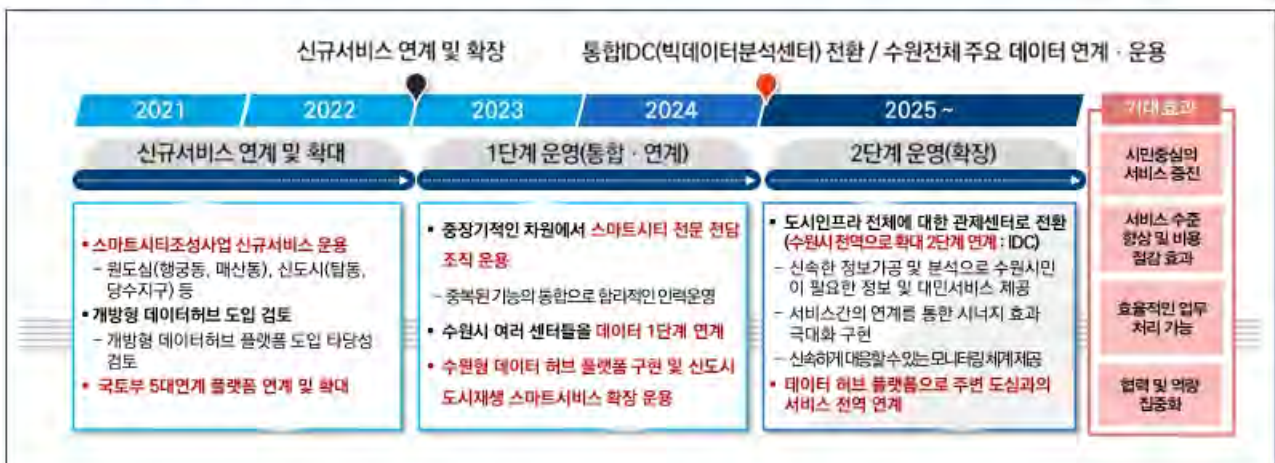 신규서비스 연계 및 확장
통합IDC(빅데이터분석센터) 전환 / 수원전체 주요 데이터 연계 · 운용
2021
2022
2023
2024
2025 ~
신규서비스 연계 및 확대
1단계 운영(통합 · 연계)
2단계 운영(확장)
• 스마트시티조성사업 신규서비스 운용
– 원도심(행궁동, 매산동), 신도시(탑동,
당수지구) 등
• 개방형 데이터허브 도입 검토
– 개방형 데이터허브 플랫폼 도입 타당성
검토
• 국토부 5대연계 플랫폼 연계 및 확대
• 중장기적인 차원에서 스마트시티 전문 전담
조직 운용
– 중복된 기능의 통합으로 합리적인 인력운영
• 수원시 여러 센터들을 데이터 1단계 연계
• 수원형 데이터 허브 플랫폼 구현 및 신도시
도시재생 스마트서비스 확장 운용
• 도시인프라 전체에 대한 관제센터로 전환
(수원시 전역으로 확대 2단계 연계 : IDC)
– 신속한 정보가공 및 분석으로 수원시민
이 필요한 정보 및 대민서비스 제공
– 서비스간의 연계를 통한 시너지 효과
극대화 구현
– 신속하게 대응할 수 있는 모니터링 체계 제공
• 데이터 허브 플랫폼으로 주변 도심과의
서비스 전역 연계
기대 효과
시민중심의
서비스 증진
서비스 수준
향상 및 비용
절감 효과
효율적인 업무
처리 가능
협력 및 역량
집중화